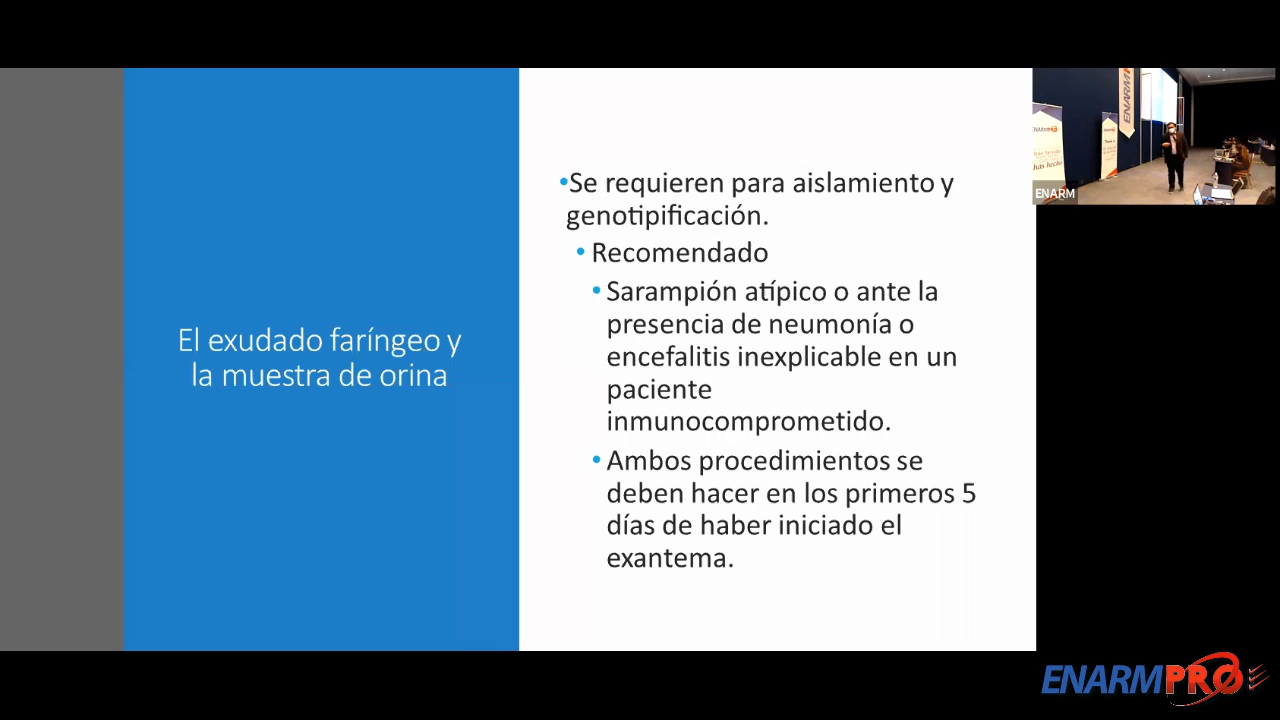 El exudado faríngeo y
la muestra de orina
•Se requieren para aislamiento y
genotipificación.
• Recomendado
• Sarampión atípico o ante la
presencia de neumonía o
encefalitis inexplicable en un
paciente
inmunocomprometido.
• Ambos procedimientos se
deben hacer en los primeros 5
días de haber iniciado el
exantema.
ENARM
ENARMPRO